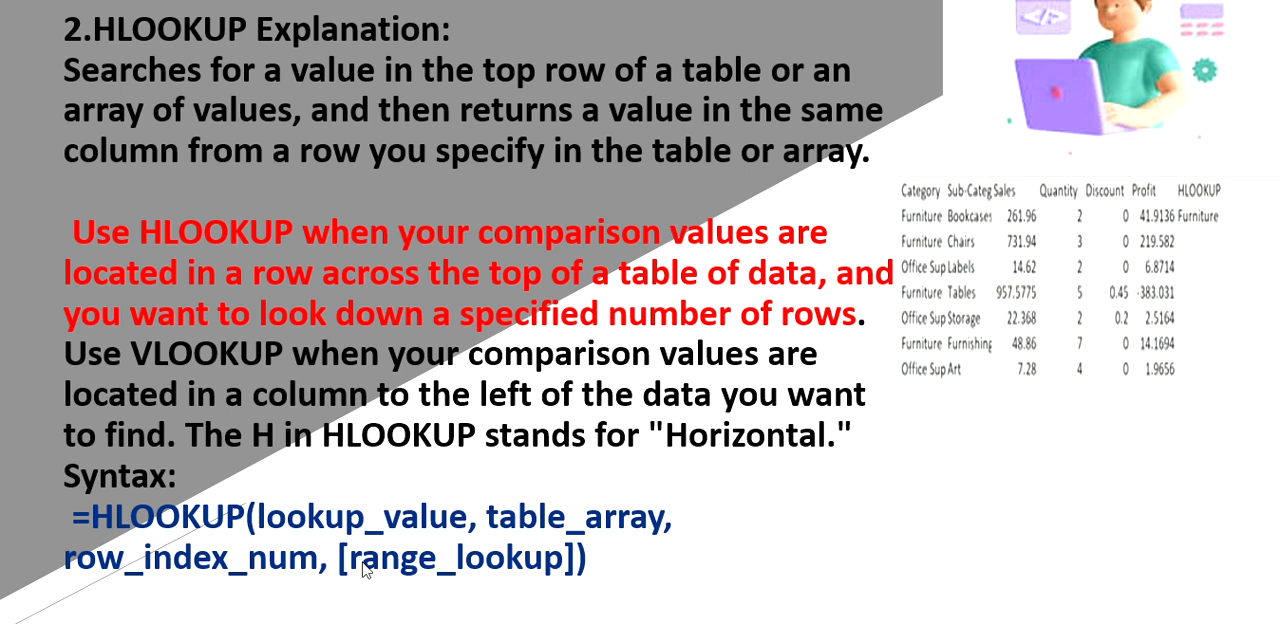 2.HLOOKUP Explanation:
Searches for a value in the top row of a table or an
array of values, and then returns a value in the same
column from a row you specify in the table or array.
Use HLOOKUP when your comparison values are
located in a row across the top of a table of data, and
you want to look down a specified number of rows.
Use VLOOKUP when your comparison values are
located in a column to the left of the data you want
to find. The H in HLOOKUP stands for "Horizontal."
Syntax:
=HLOOKUP(lookup_value, table_array,
row_index_num, [range_lookup])
</>
Category Sub-Categ Sales Quantity Discount Profit HLOOKUP
Furniture Bookcases 261.96 2 0 41.9136 Furniture
Furniture Chairs 731.94 3 0 219.582
Office Sup Labels 14.62 2 0 6.8714
Furniture Tables 957.5775 5 0.45 -383.031
Office Sup Storage 22.368 2 0.2 2.5164
Furniture Furnishing 48.86 7 0 14.1694
Office Sup Art 7.28 4 0 1.9656